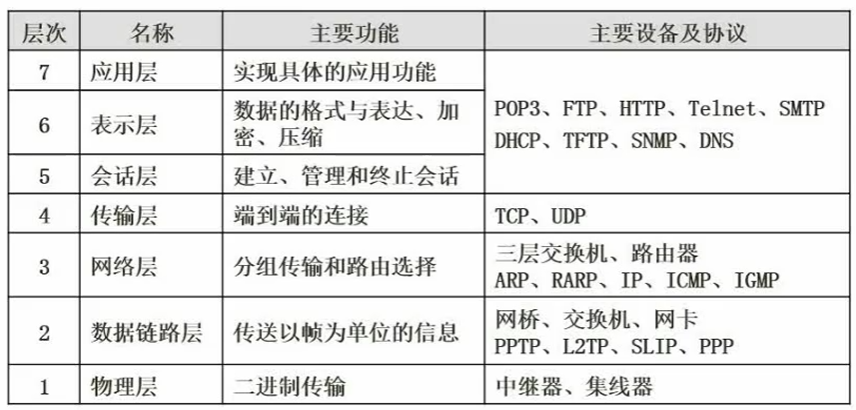 层次 名称 主要功能 主要设备及协议
7 应用层 实现具体的应用功能
6 表示层 数据的格式与表达、加
密、压缩
5 会话层 建立、管理和终止会话
POP3、FTP、HTTP、Telnet、SMTP
DHCP、TFTP、SNMP、DNS
4 传输层 端到端的连接 TCP、UDP
3 网络层 分组传输和路由选择 三层交换机、路由器
ARP、RARP、IP、ICMP、IGMP
2 数据链路层 传送以帧为单位的信息 网桥、交换机、网卡
PPTP、L2TP、SLIP、PPP
1 物理层 二进制传输 中继器、集线器